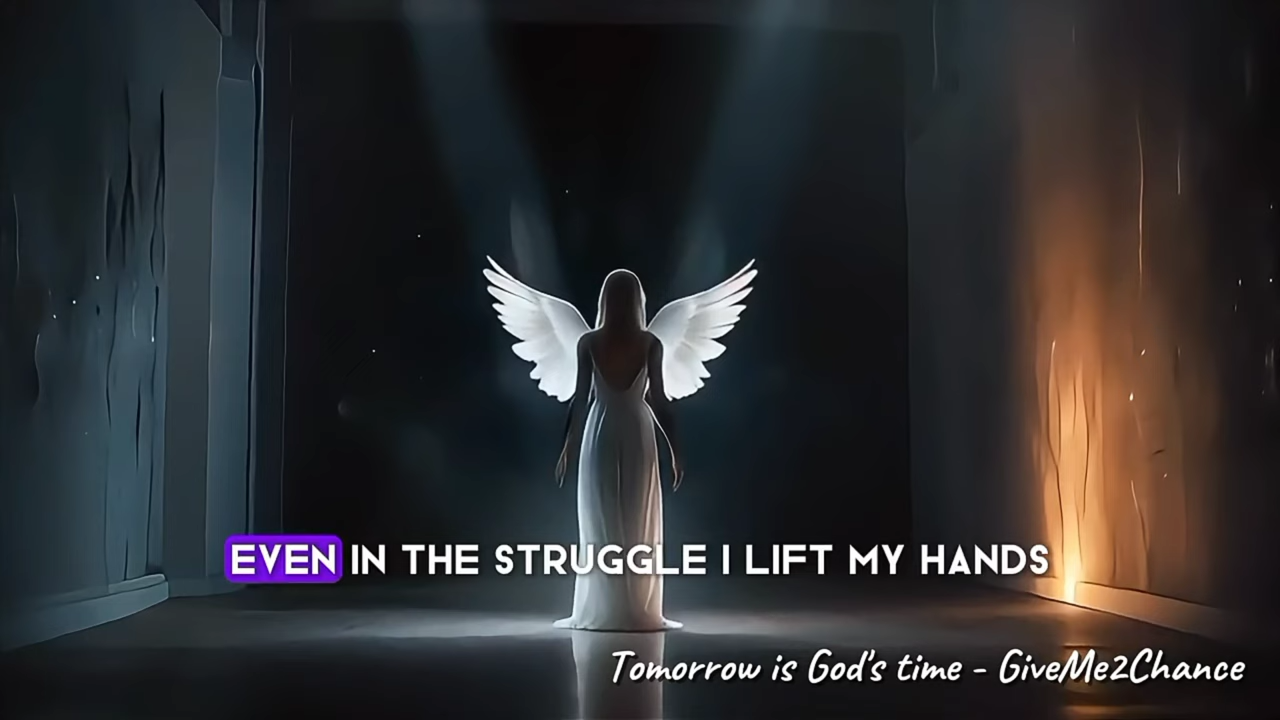 EVEN IN THE STRUGGLE I LIFT MY HANDS
Tomorrow is God's time - GiveMe2Chance